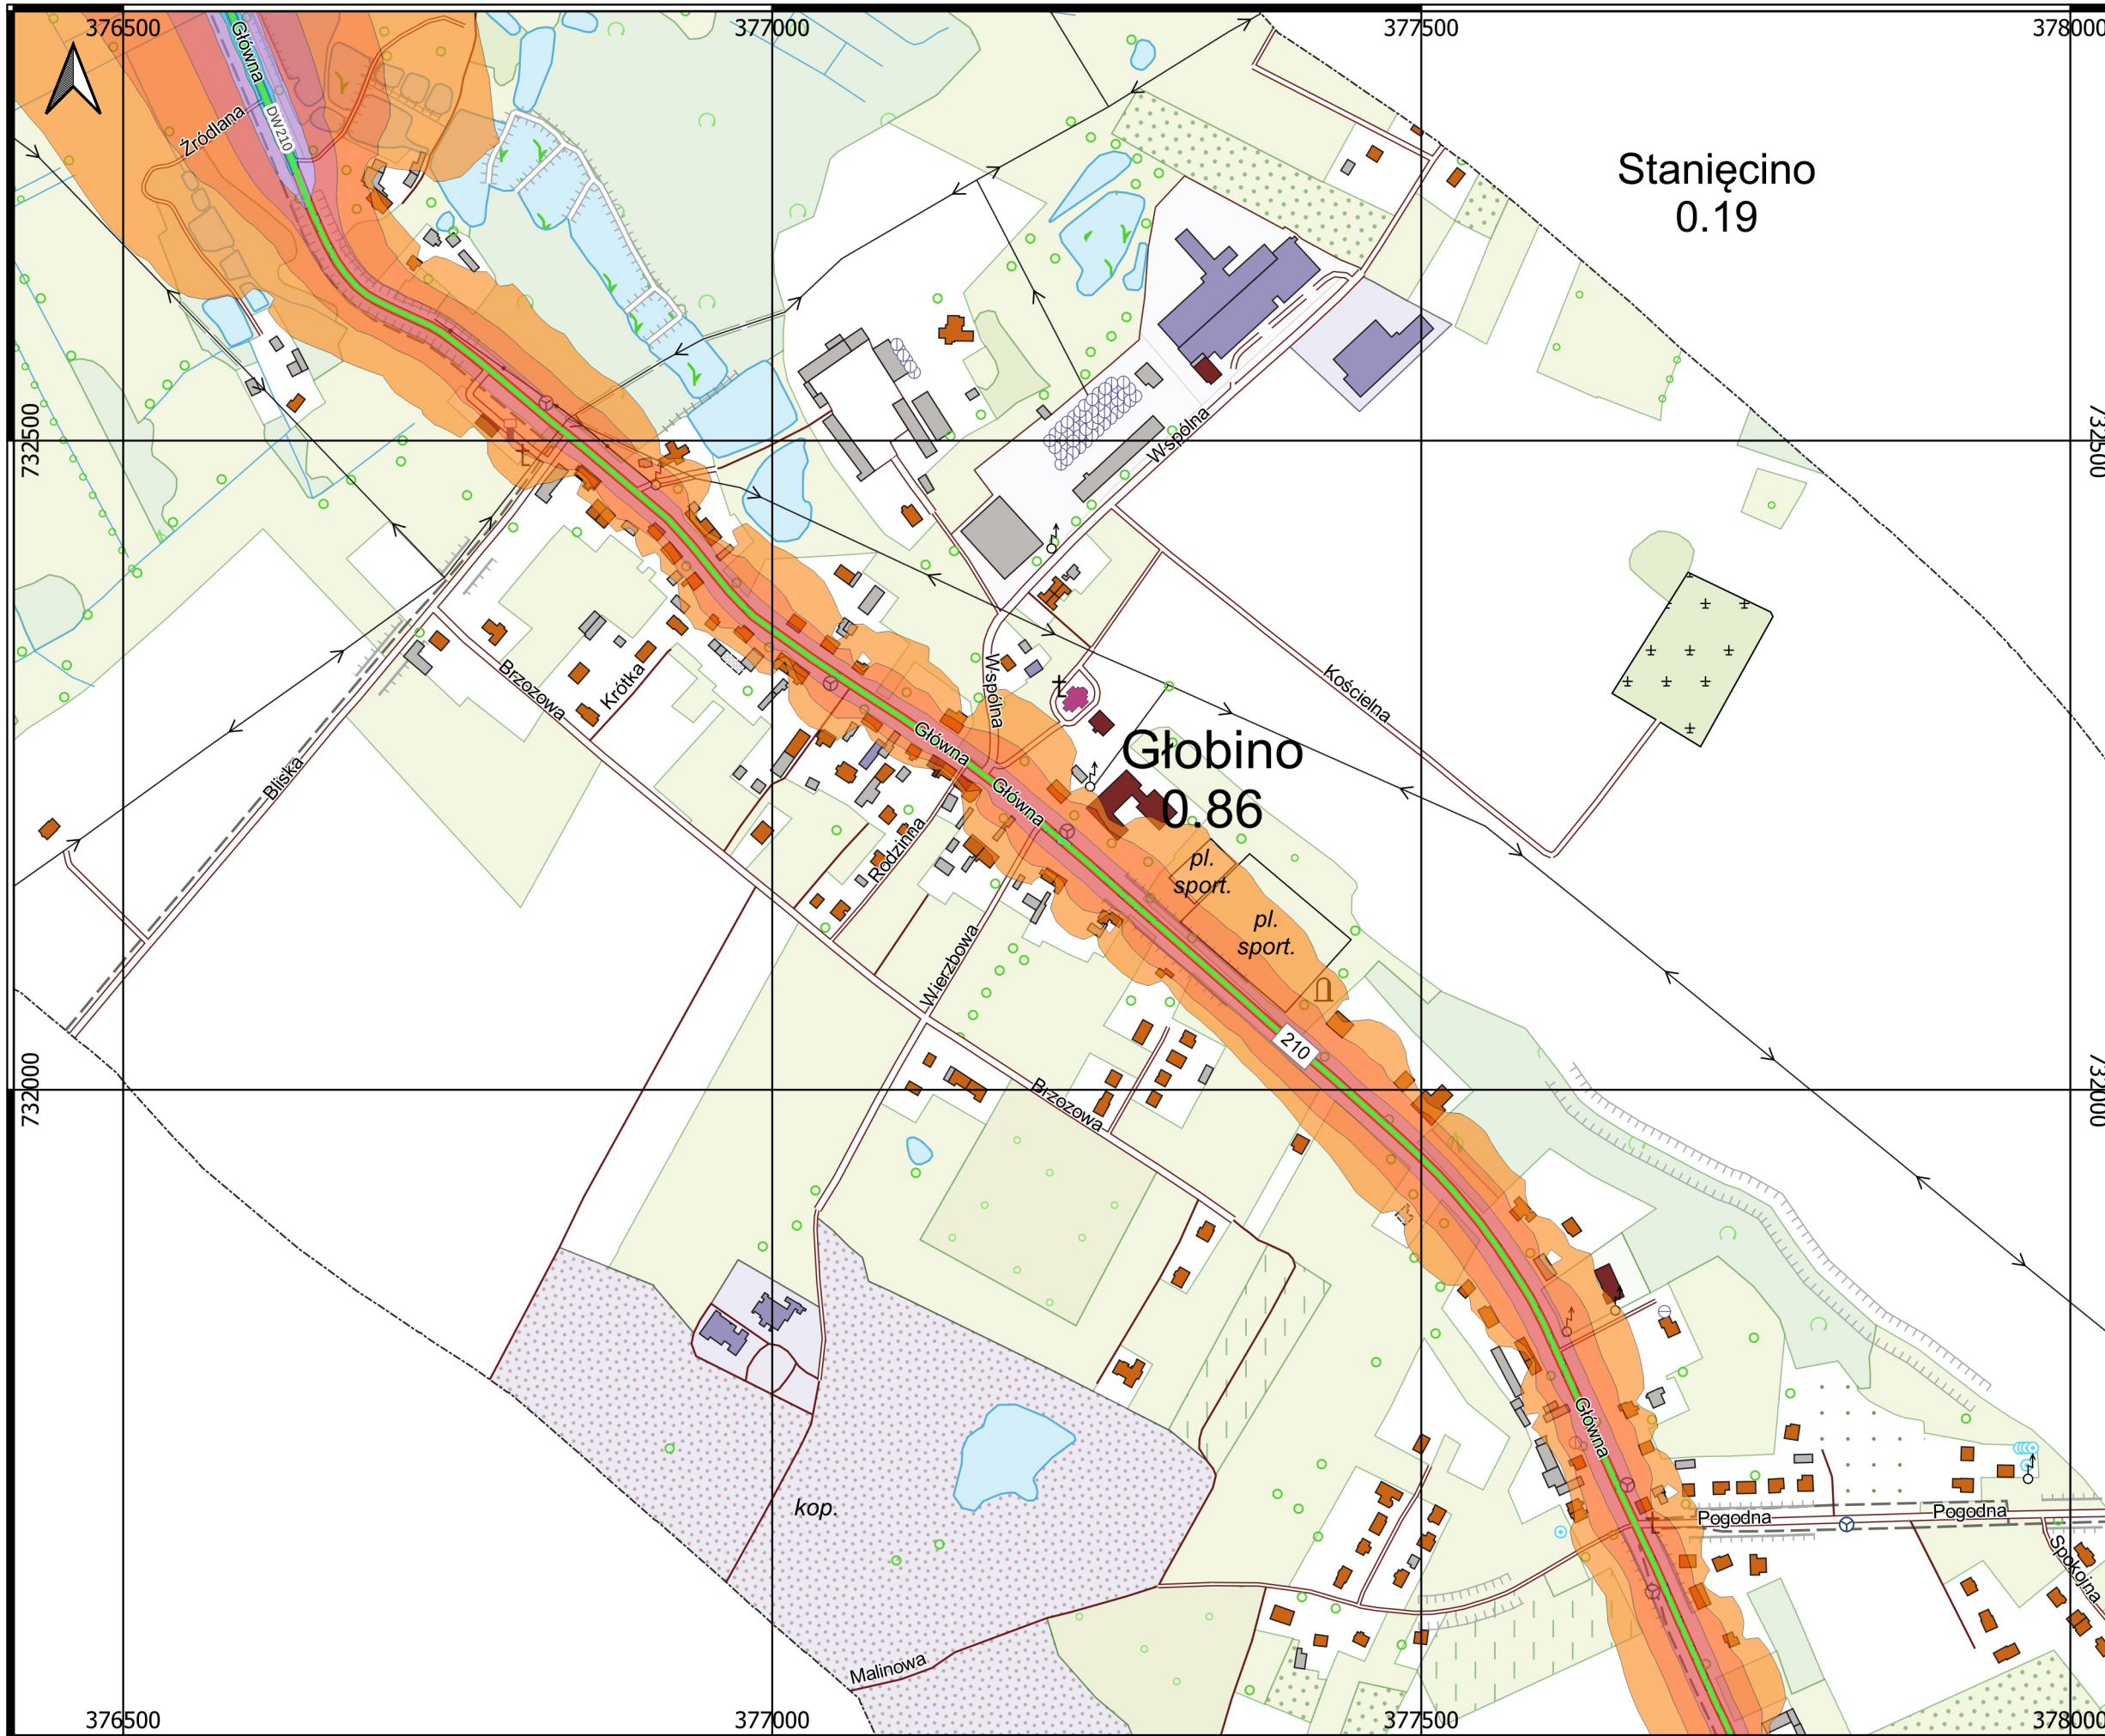 376500
377000
377500
378000
Główna
DW210
Źródlana
Stanięcino
0.19
732500
732500
Wspólna
Wspólna
Krótka
Brzozowa
Kościelna
Bliska
Główna
Głobino
0.86
Główna
Rodzinna
pl.
sport.
pl.
sport.
Wierzbowa
210
732000
732000
Brzozowa
Główna
kop.
Pogodna
Pogodna
Spokojna
Malinowa
376500
377000
377500
378000